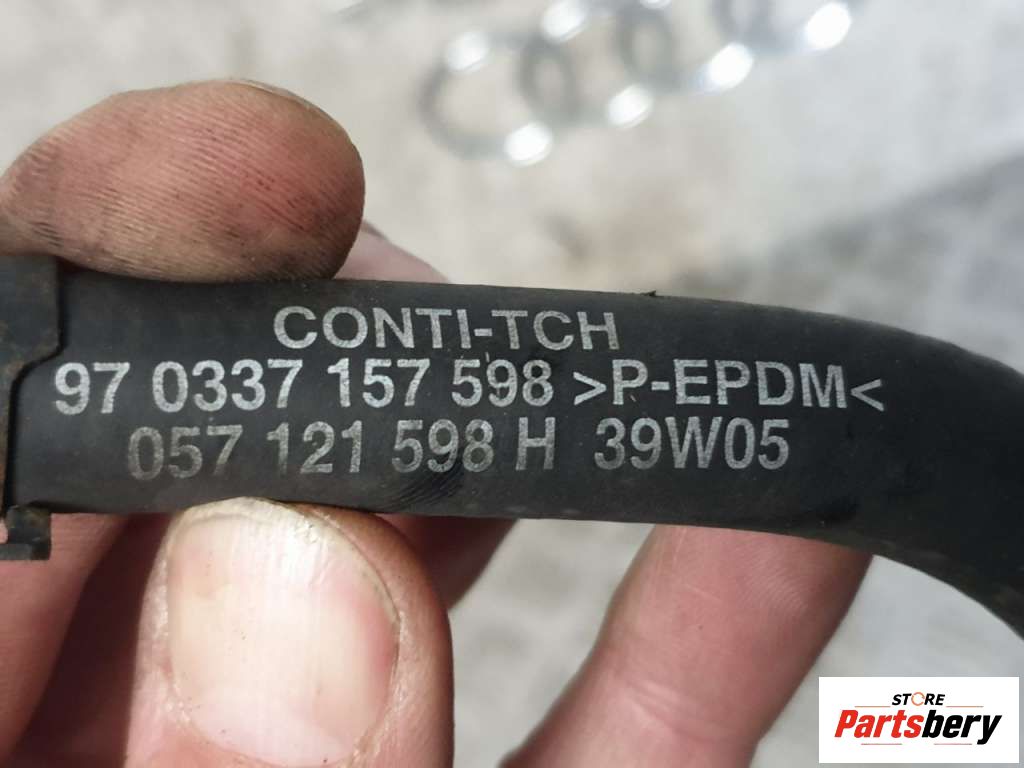 CONTI-TCH
97 0337 157 598 >P-EPDM<
057 121 598 H 39W05
STORE
Partsbery